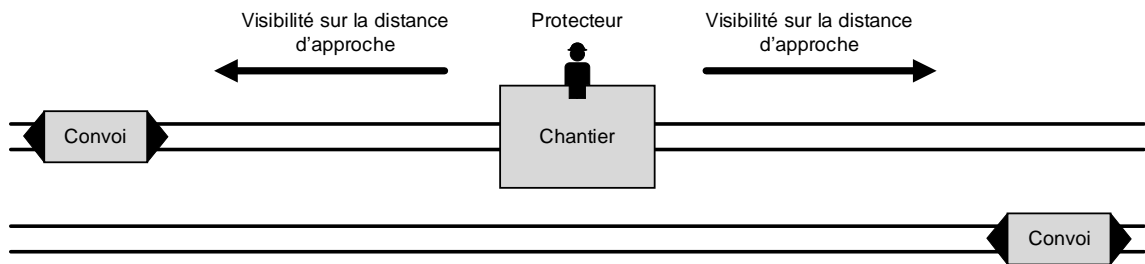 Visibilité sur la distance
d'approche
Protecteur
Visibilité sur la distance
d'approche
Convoi
Chantier
Convoi